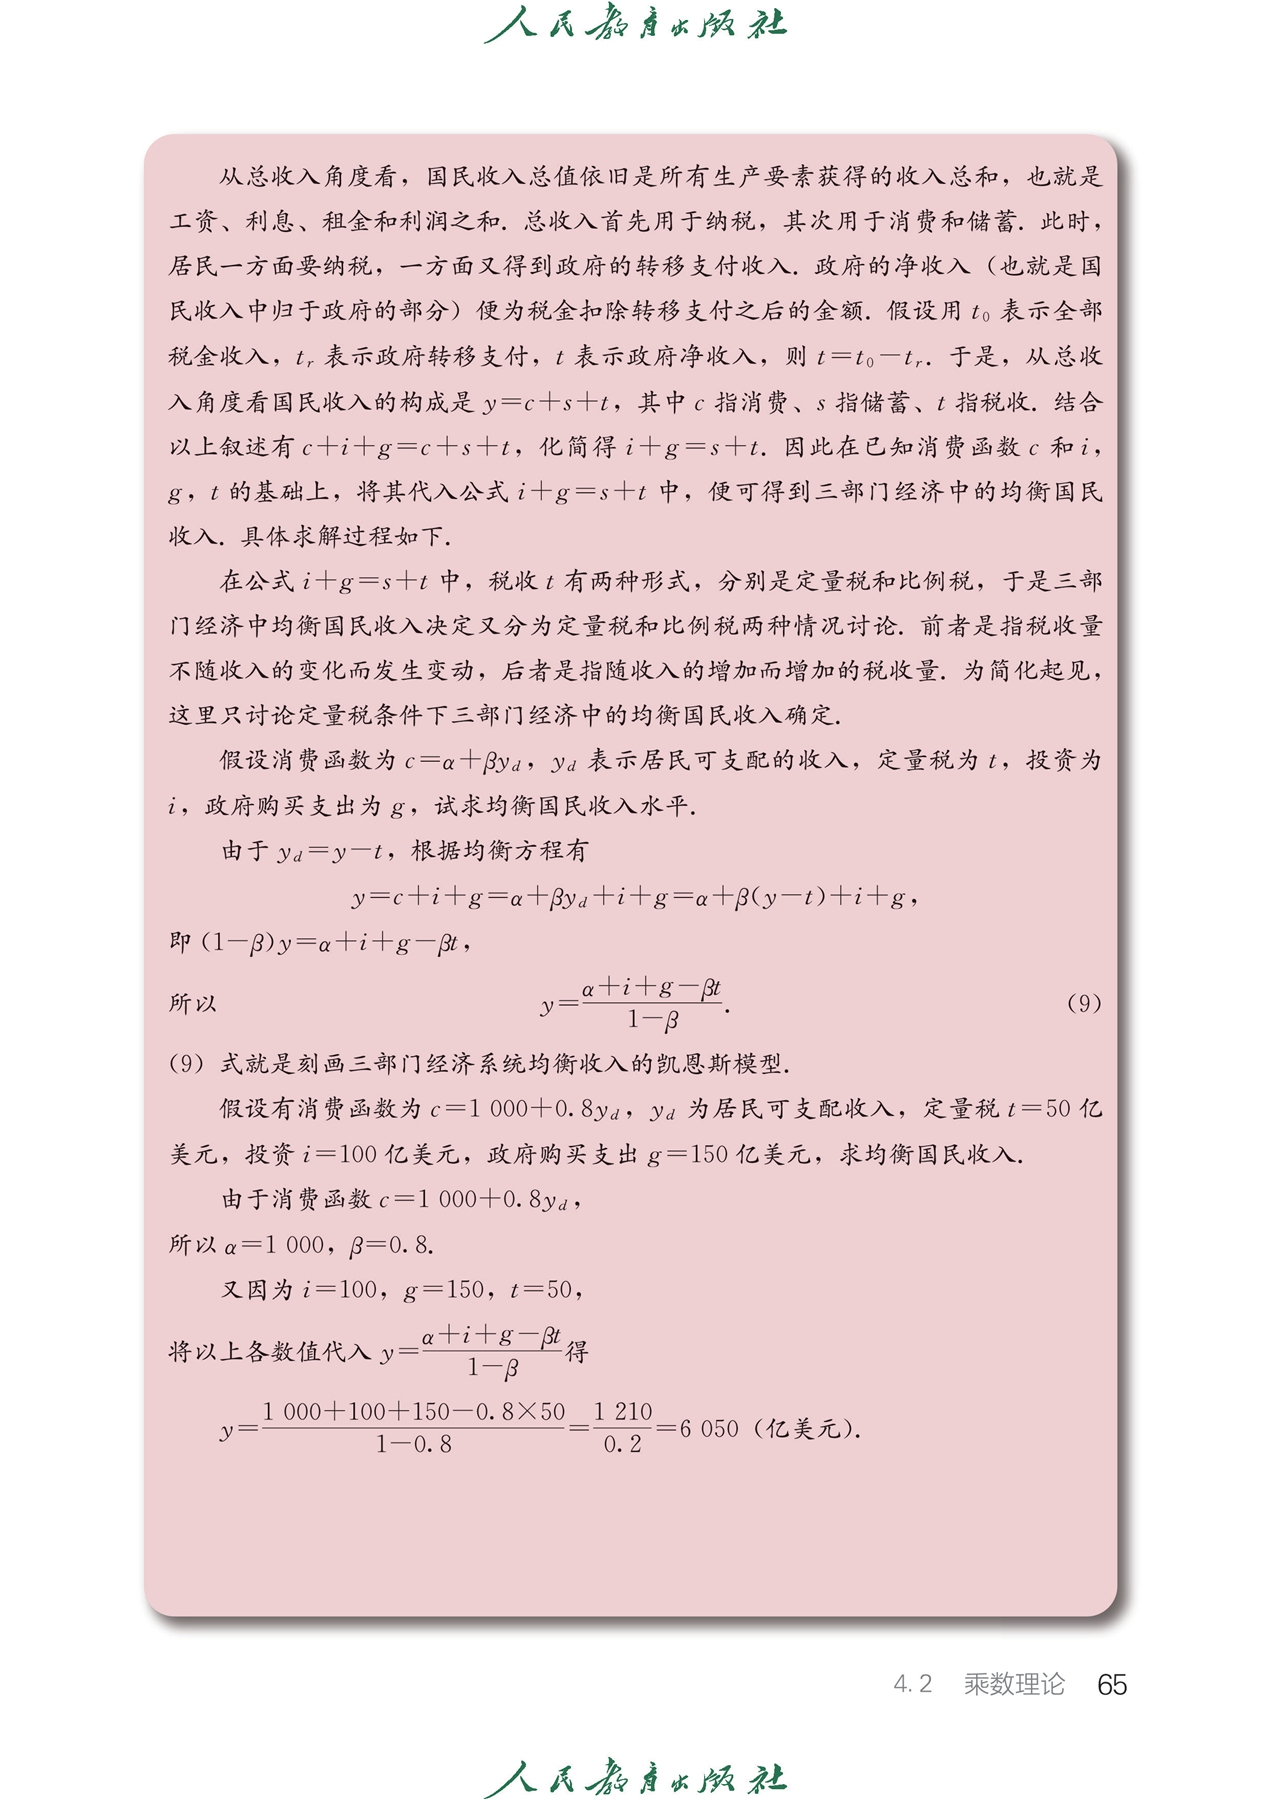 人民教育出版社
从总收入角度看，国民收入总值依旧是所有生产要素获得的收入总和，也就是
工资、利息、租金和利润之和．总收入首先用于纳税，其次用于消费和储蓄．此时，
居民一方面要纳税，一方面又得到政府的转移支付收入．政府的净收入（也就是国
民收入中归于政府的部分）便为税金扣除转移支付之后的金额．假设用 t₀ 表示全部
税金收入，tᵣ 表示政府转移支付，t 表示政府净收入，则 t=t₀−tᵣ．于是，从总收
入角度看国民收入的构成是 y=c+s+t，其中 c 指消费、s 指储蓄、t 指税收．结合
以上叙述有 c+i+g=c+s+t，化简得 i+g=s+t．因此在已知消费函数 c 和 i，
g，t 的基础上，将其代入公式 i+g=s+t 中，便可得到三部门经济中的均衡国民
收入．具体求解过程如下．
在公式 i+g=s+t 中，税收 t 有两种形式，分别是定量税和比例税，于是三部
门经济中均衡国民收入决定又分为定量税和比例税两种情况讨论．前者是指税收量
不随收入的变化而发生变动，后者是指随收入的增加而增加的税收量．为简化起见，
这里只讨论定量税条件下三部门经济中的均衡国民收入确定．
假设消费函数为 c=α+βy_d，y_d 表示居民可支配的收入，定量税为 t，投资为
i，政府购买支出为 g，试求均衡国民收入水平．
由于 y_d=y−t，根据均衡方程有
y=c+i+g=α+βy_d+i+g=α+β(y−t)+i+g，
即 (1−β)y=α+i+g−βt，
所以 y=(α+i+g−βt)/(1−β)． （9）
（9）式就是刻画三部门经济系统均衡收入的凯恩斯模型．
假设有消费函数为 c=1 000+0.8y_d，y_d 为居民可支配收入，定量税 t=50 亿
美元，投资 i=100 亿美元，政府购买支出 g=150 亿美元，求均衡国民收入．
由于消费函数 c=1 000+0.8y_d，
所以 α=1 000，β=0.8．
又因为 i=100，g=150，t=50，
将以上各数值代入 y=(α+i+g−βt)/(1−β) 得
y=(1 000+100+150−0.8×50)/(1−0.8)=1 210/0.2=6 050（亿美元）．
4.2 乘数理论 65
人民教育出版社